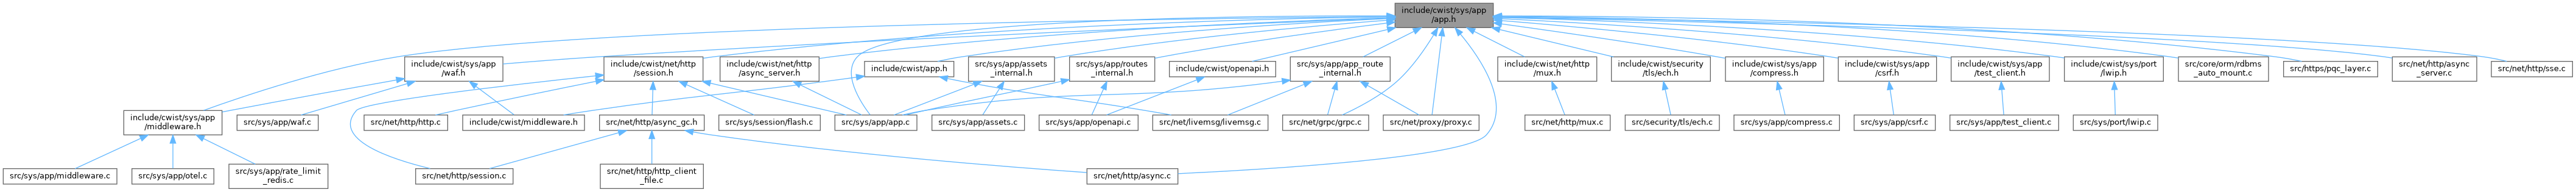 include/cwist/sys/app
/app.h
include/cwist/sys/app
/waf.h
include/cwist/net/http
/session.h
include/cwist/net/http
/async_server.h
include/cwist/app.h
src/sys/app/assets
_internal.h
src/sys/app/routes
_internal.h
include/cwist/openapi.h
src/sys/app/app_route
_internal.h
include/cwist/net/http
/mux.h
include/cwist/security
/tls/ech.h
include/cwist/sys/app
/compress.h
include/cwist/sys/app
/csrf.h
include/cwist/sys/app
/test_client.h
include/cwist/sys/port
/lwip.h
src/core/orm/rdbms
_auto_mount.c
src/https/pqc_layer.c
src/net/http/async
_server.c
src/net/http/sse.c
include/cwist/sys/app
/middleware.h
src/sys/app/waf.c
src/net/http/http.c
include/cwist/middleware.h
src/net/http/async_gc.h
src/sys/session/flash.c
src/sys/app/app.c
src/sys/app/assets.c
src/sys/app/openapi.c
src/net/livemsg/livemsg.c
src/net/grpc/grpc.c
src/net/proxy/proxy.c
src/net/http/mux.c
src/security/tls/ech.c
src/sys/app/compress.c
src/sys/app/csrf.c
src/sys/app/test_client.c
src/sys/port/lwip.c
src/sys/app/middleware.c
src/sys/app/otel.c
src/sys/app/rate_limit
_redis.c
src/net/http/session.c
src/net/http/http_client
_file.c
src/net/http/async.c